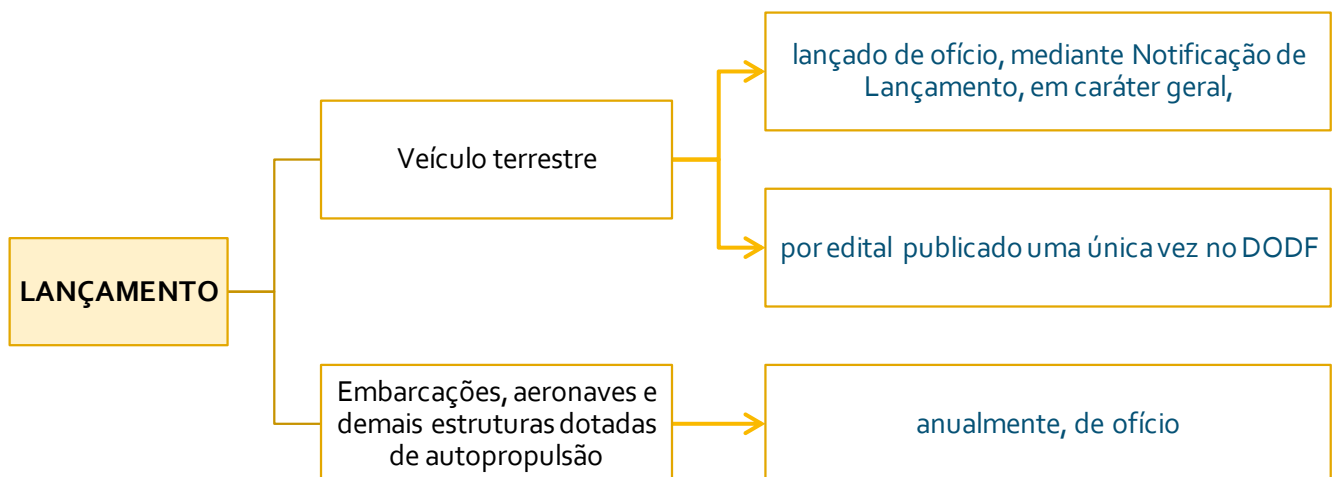 LANÇAMENTO
Veículo terrestre
lançado de ofício, mediante Notificação de
Lançamento, em caráter geral,
por edital publicado uma única vez no DODF
Embarcações, aeronaves e
demais estruturas dotadas
de autopropulsão
anualmente, de ofício